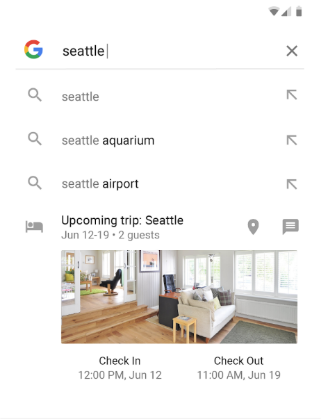 seattle
seattle
seattle aquarium
seattle airport
Upcoming trip: Seattle
Jun 12-19 • 2 guests
Check In
Check Out
12:00 PM, Jun 12
11:00 AM, Jun 19